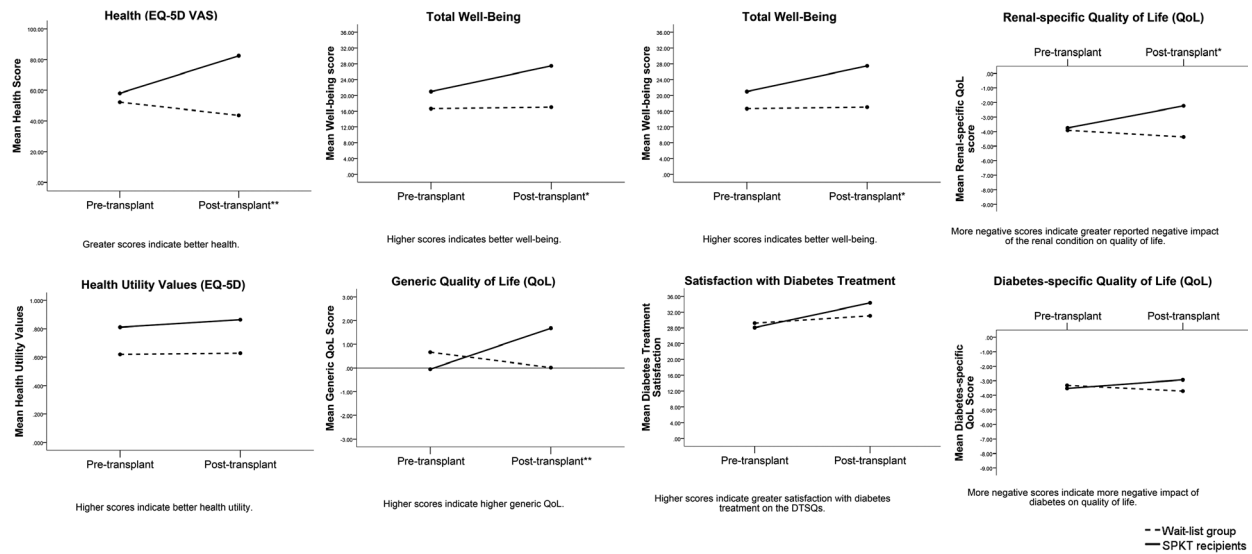 Health (EQ-5D VAS)
Mean Health Score
100.00
80.00
60.00
40.00
20.00
.00
Pre-transplant
Post-transplant**
Greater scores indicate better health.
Total Well-Being
Mean Well-being score
36.00
32.00
28.00
24.00
20.00
16.00
12.00
8.00
4.00
.00
Pre-transplant
Post-transplant*
Higher scores indicates better well-being.
Total Well-Being
Mean Well-being score
36.00
32.00
28.00
24.00
20.00
16.00
12.00
8.00
4.00
.00
Pre-transplant
Post-transplant*
Higher scores indicates better well-being.
Renal-specific Quality of Life (QoL)
Pre-transplant
Post-transplant*
Mean Renal-specific QoL
score
.00
-1.00
-2.00
-3.00
-4.00
-5.00
-6.00
-7.00
-8.00
-9.00
More negative scores indicate greater reported negative impact
of the renal condition on quality of life.
Health Utility Values (EQ-5D)
Mean Health Utility Values
1.000
.800
.600
.400
.200
.000
Pre-transplant
Post-transplant
Higher scores indicate better health utility.
Generic Quality of Life (QoL)
Mean Generic QoL Score
3.00
2.00
1.00
.00
-1.00
-2.00
-3.00
Pre-transplant
Post-transplant**
Higher scores indicate higher generic QoL.
Satisfaction with Diabetes Treatment
Mean Diabetes Treatment
Satisfaction
36.00
32.00
28.00
24.00
20.00
16.00
12.00
8.00
4.00
.00
Pre-transplant
Post-transplant
Higher scores indicate greater satisfaction with diabetes
treatment on the DTSQs.
Diabetes-specific Quality of Life (QoL)
Pre-transplant
Post-transplant
Mean Diabetes-specific
QoL Score
.00
-1.00
-2.00
-3.00
-4.00
-5.00
-6.00
-7.00
-8.00
-9.00
More negative scores indicate more negative impact of
diabetes on quality of life.
Wait-list group
SPKT recipients